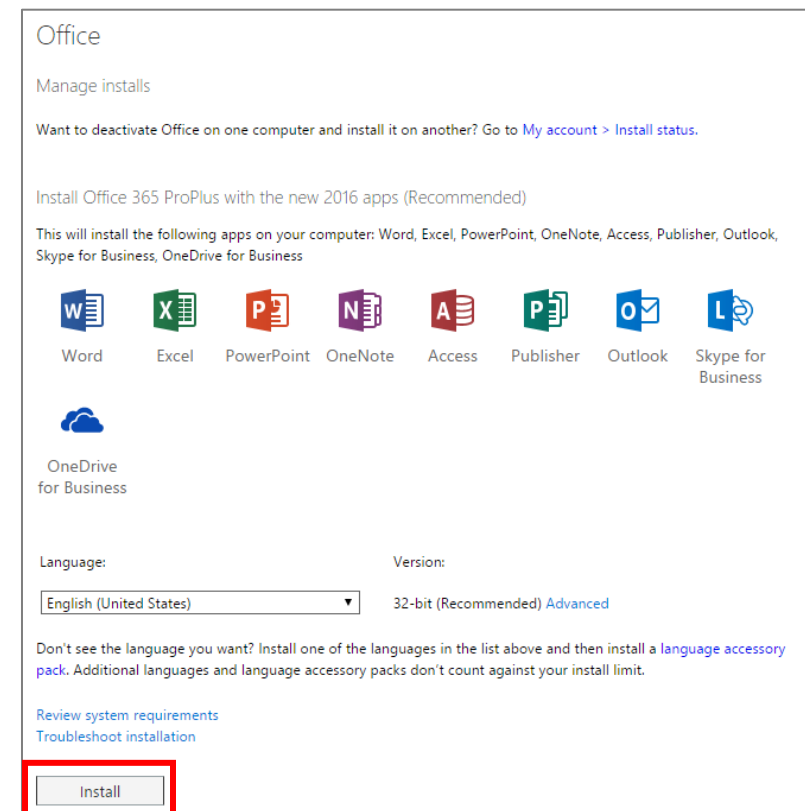 Office
Manage installs
Want to deactivate Office on one computer and install it on another? Go to My account > Install status.
Install Office 365 ProPlus with the new 2016 apps (Recommended)
This will install the following apps on your computer: Word, Excel, PowerPoint, OneNote, Access, Publisher, Outlook,
Skype for Business, OneDrive for Business
W X P N A P O L
Word Excel PowerPoint OneNote Access Publisher Outlook Skype for
Business
OneDrive
for Business
Language: Version:
English (United States) 32-bit (Recommended) Advanced
Don't see the language you want? Install one of the languages in the list above and then install a language accessory
pack. Additional languages and language accessory packs don't count against your install limit.
Review system requirements
Troubleshoot installation
Install